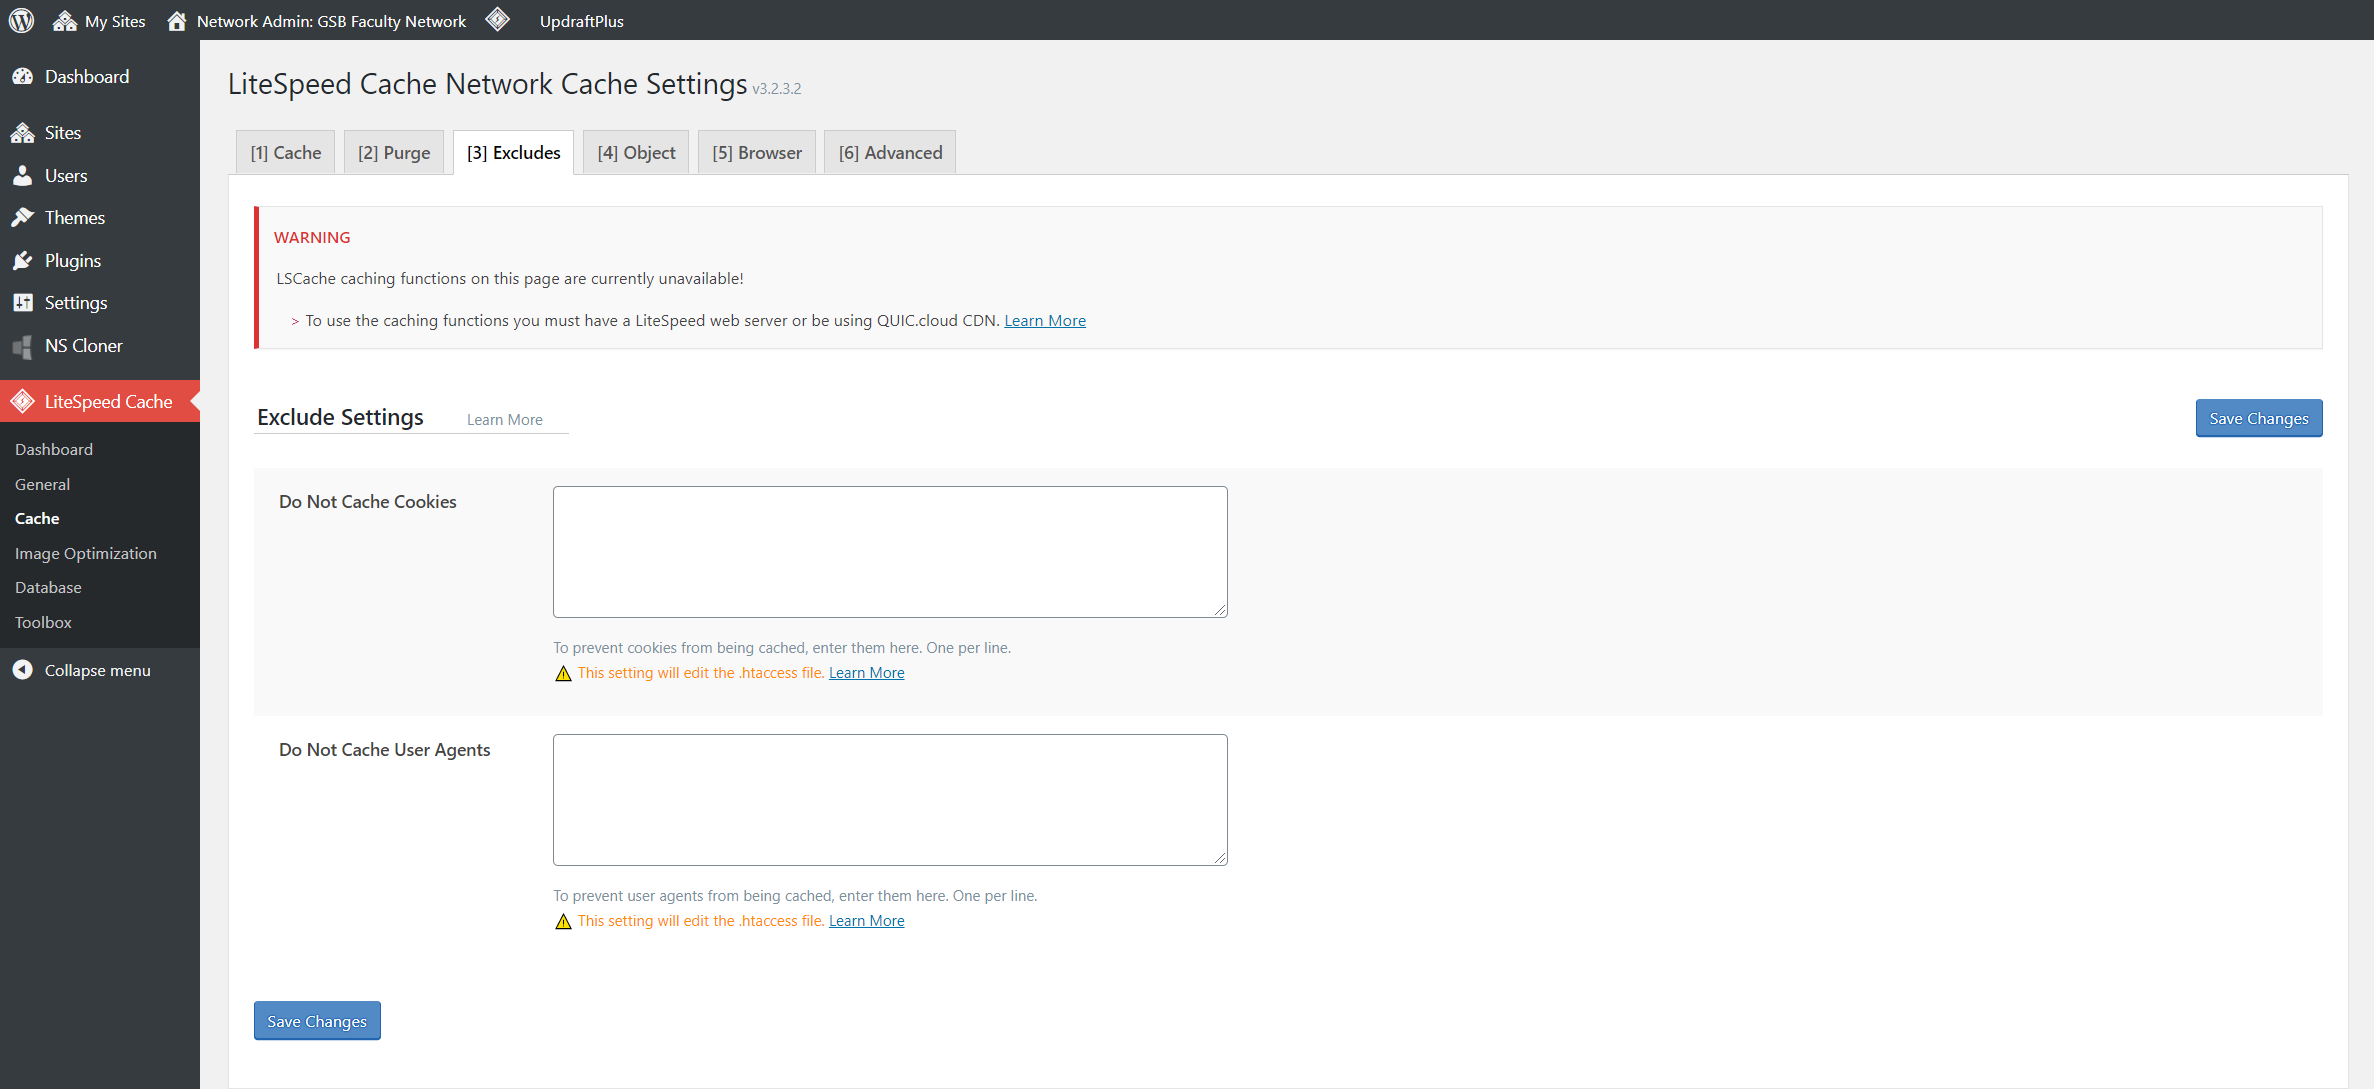 My Sites
Network Admin: GSB Faculty Network
UpdraftPlus
Dashboard
Sites
Users
Themes
Plugins
Settings
NS Cloner
LiteSpeed Cache
Dashboard
General
Cache
Image Optimization
Database
Toolbox
Collapse menu
LiteSpeed Cache Network Cache Settings v3.2.3.2
[1] Cache
[2] Purge
[3] Excludes
[4] Object
[5] Browser
[6] Advanced
WARNING
LSCache caching functions on this page are currently unavailable!
> To use the caching functions you must have a LiteSpeed web server or be using QUIC.cloud CDN. Learn More
Exclude Settings
Learn More
Save Changes
Do Not Cache Cookies
To prevent cookies from being cached, enter them here. One per line.
This setting will edit the .htaccess file. Learn More
Do Not Cache User Agents
To prevent user agents from being cached, enter them here. One per line.
This setting will edit the .htaccess file. Learn More
Save Changes